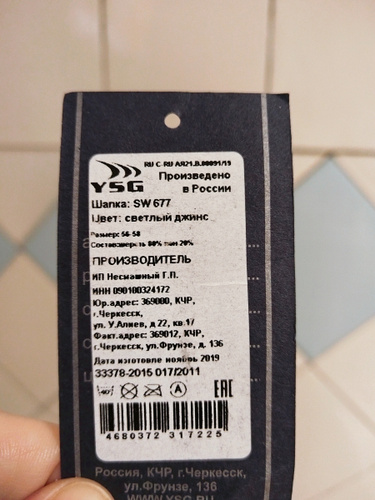 RU C-RU.АЯ21.В.00091/19
YSG
Произведено
в России
Шапка: SW 677
Цвет: светлый джинс
Размер: 56-58
Состав: шерсть 80% пан 20%
ПРОИЗВОДИТЕЛЬ
ИП Несмашный Г.П.
ИНН 090100324172
Юр.адрес: 369000, КЧР,
г.Черкесск,
ул. У.Алиев, д 22, кв.17
Факт.адрес: 369012, КЧР,
г.Черкесск, ул.Фрунзе, д. 136
Дата изготовле ноябрь 2019
33378-2015 017/2011
40° A EAC
4680372 317225
Россия, КЧР, г.Черкесск,
ул.Фрунзе, 136
WWW.YSG.RU